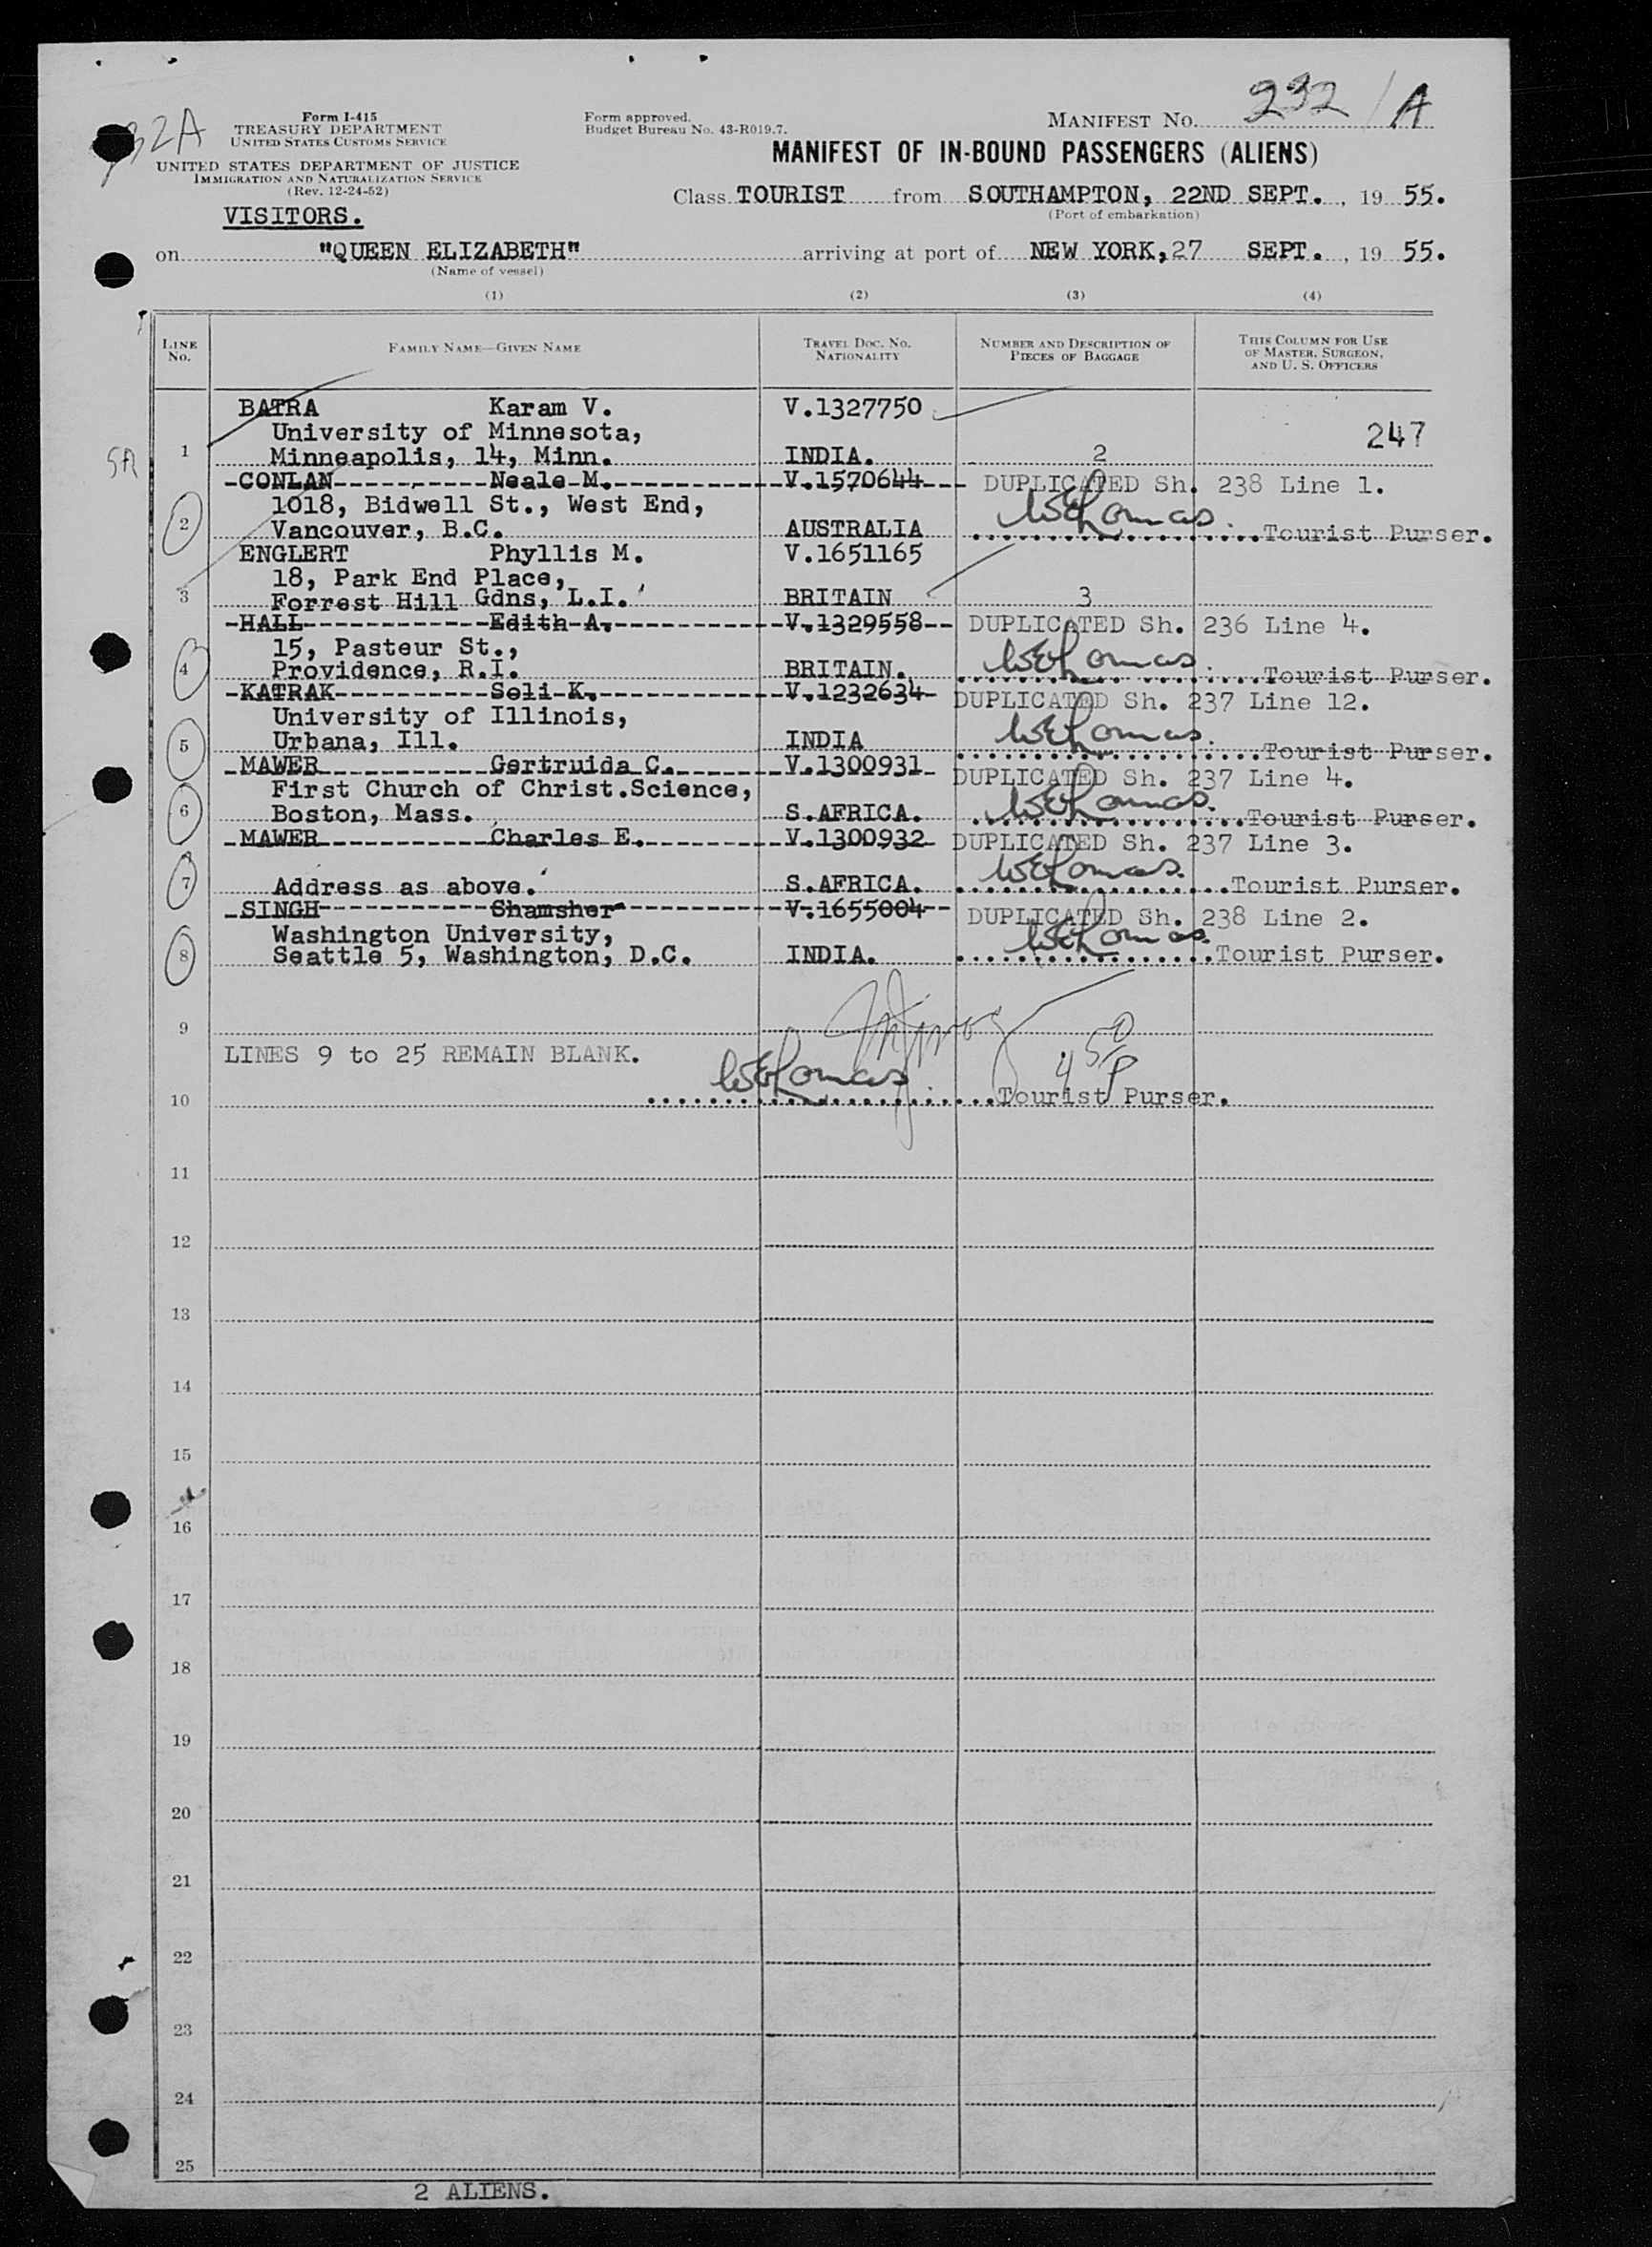 232A
Form I-415
TREASURY DEPARTMENT
UNITED STATES CUSTOMS SERVICE
UNITED STATES DEPARTMENT OF JUSTICE
IMMIGRATION AND NATURALIZATION SERVICE
(Rev. 12-24-52)
VISITORS.
Form approved.
Budget Bureau No. 43-R019.7.
MANIFEST NO. 232 / A
MANIFEST OF IN-BOUND PASSENGERS (ALIENS)
Class TOURIST from SOUTHAMPTON, 22ND SEPT. , 19 55.
(Port of embarkation)
on "QUEEN ELIZABETH" arriving at port of NEW YORK, 27 SEPT. , 19 55.
(Name of vessel)
(1) (2) (3) (4)
LINE NO. FAMILY NAME—GIVEN NAME TRAVEL DOC. NO. NATIONALITY NUMBER AND DESCRIPTION OF PIECES OF BAGGAGE THIS COLUMN FOR USE OF MASTER, SURGEON, AND U. S. OFFICERS
BATRA Karam V. V.1327750
University of Minnesota, 247
1 Minneapolis, 14, Minn. INDIA. 2
-CONLAN-----------Neale-M.------------V.1570644--- DUPLICATED Sh. 238 Line 1.
1018, Bidwell St., West End,
2 Vancouver, B.C. AUSTRALIA ....................Tourist Purser.
ENGLERT Phyllis M. V.1651165
18, Park End Place,
3 Forrest Hill Gdns, L.I. BRITAIN 3
-HALL-------------Edith-A.------------V.1329558-- DUPLICATED Sh. 236 Line 4.
15, Pasteur St.,
4 Providence, R.I. BRITAIN. ....................Tourist Purser.
-KATRAK-----------Seli-K.-------------V.1232634- DUPLICATED Sh. 237 Line 12.
University of Illinois,
5 Urbana, Ill. INDIA ....................Tourist Purser.
-MAWER------------Gertruida C.--------V.1300931- DUPLICATED Sh. 237 Line 4.
First Church of Christ.Science,
6 Boston, Mass. S.AFRICA. ..................Tourist Purser.
-MAWER------------Charles E.----------V.1300932- DUPLICATED Sh. 237 Line 3.
7 Address as above. S.AFRICA. ..................Tourist Purser.
-SINGH------------Shamsher------------V.1655004-- DUPLICATED Sh. 238 Line 2.
Washington University,
8 Seattle 5, Washington, D.C. INDIA. .................Tourist Purser.
9
LINES 9 to 25 REMAIN BLANK.
10 .......................Tourist Purser.
11
12
13
14
15
16
17
18
19
20
21
22
23
24
25
2 ALIENS.